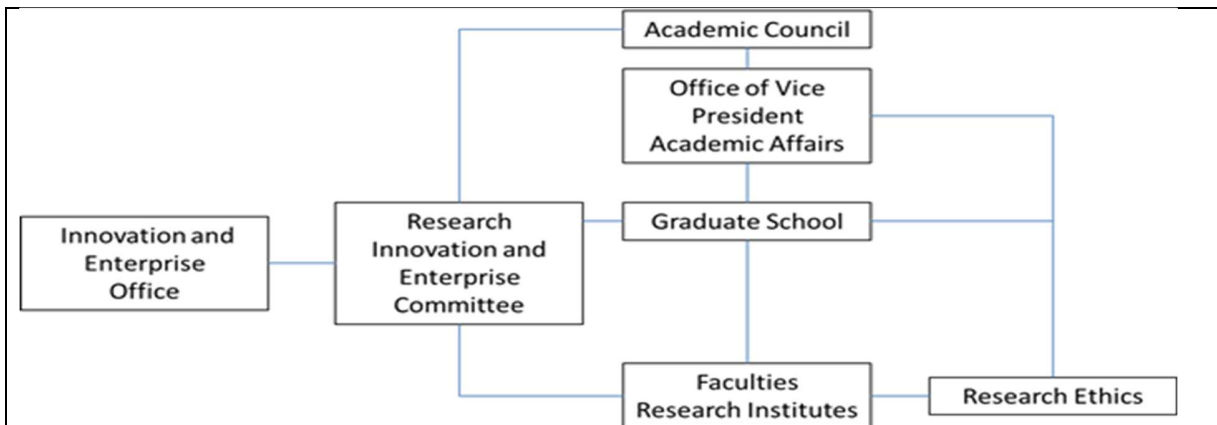 Academic Council
Office of Vice
President
Academic Affairs
Research
Innovation and
Enterprise
Committee
Graduate School
Innovation and
Enterprise
Office
Faculties
Research Institutes
Research Ethics